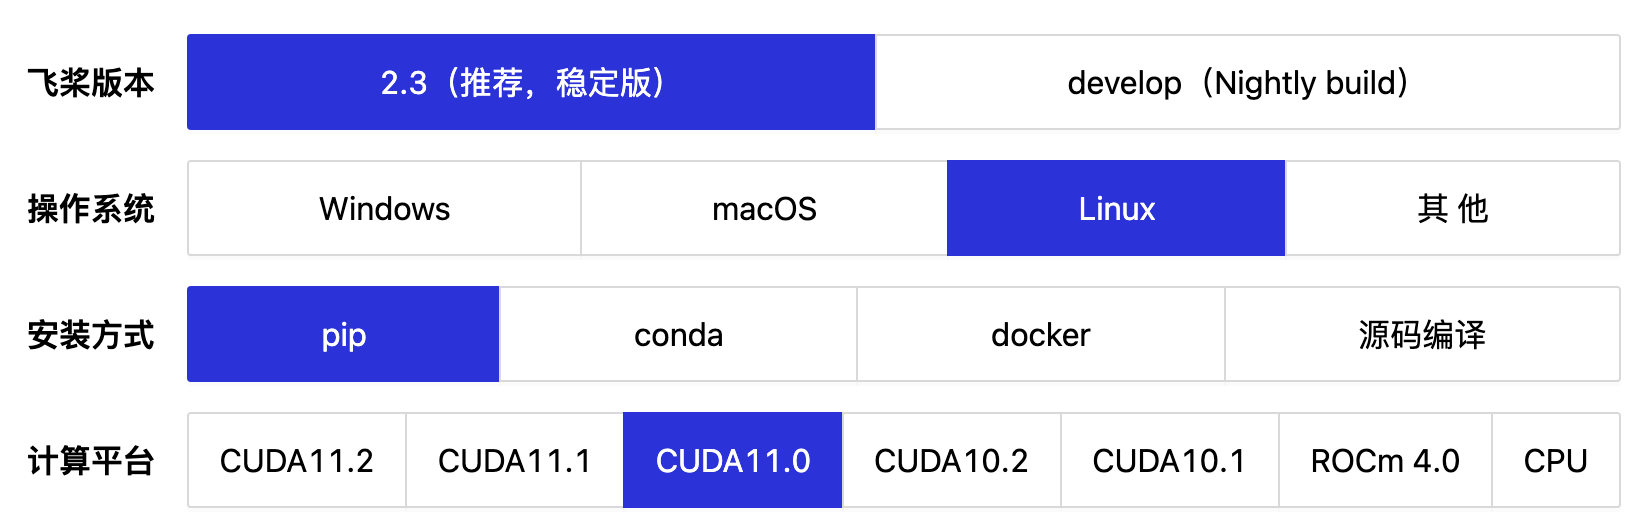 飞桨版本 2.3（推荐，稳定版） develop（Nightly build）
操作系统 Windows macOS Linux 其 他
安装方式 pip conda docker 源码编译
计算平台 CUDA11.2 CUDA11.1 CUDA11.0 CUDA10.2 CUDA10.1 ROCm 4.0 CPU